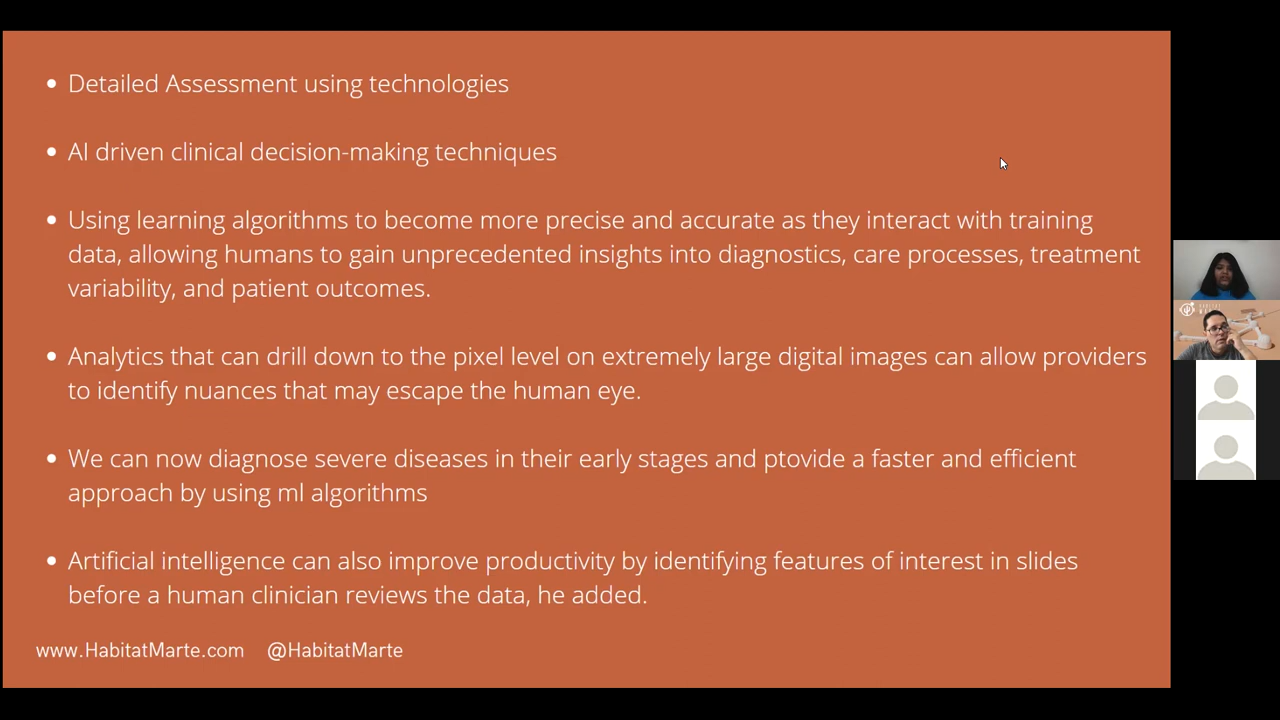 Detailed Assessment using technologies
AI driven clinical decision-making techniques
Using learning algorithms to become more precise and accurate as they interact with training
data, allowing humans to gain unprecedented insights into diagnostics, care processes, treatment
variability, and patient outcomes.
Analytics that can drill down to the pixel level on extremely large digital images can allow providers
to identify nuances that may escape the human eye.
We can now diagnose severe diseases in their early stages and ptovide a faster and efficient
approach by using ml algorithms
Artificial intelligence can also improve productivity by identifying features of interest in slides
before a human clinician reviews the data, he added.
www.HabitatMarte.com @HabitatMarte